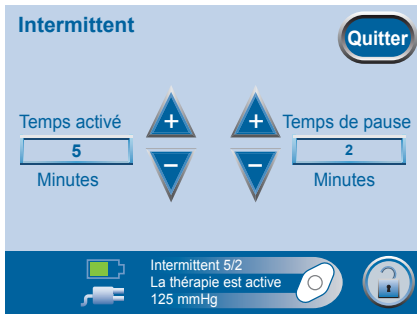 Intermittent
Quitter
Temps activé
Temps de pause
5
2
Minutes
Minutes
Intermittent 5/2
La thérapie est active
125 mmHg